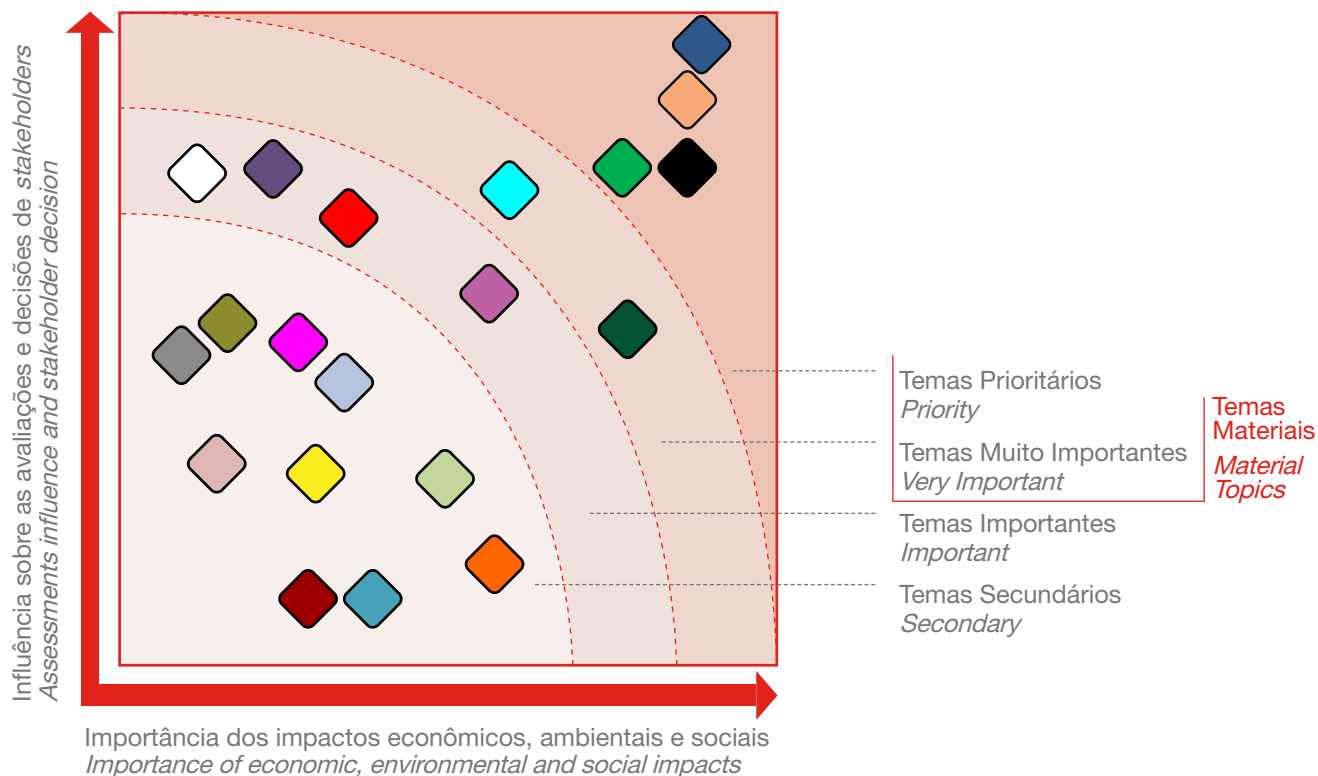 Influência sobre as avaliações e decisões de stakeholders
Assessments influence and stakeholder decision
Temas Prioritários
Priority
Temas Muito Importantes
Very Important
Temas
Materiais
Material
Topics
Temas Importantes
Important
Temas Secundários
Secondary
Importância dos impactos econômicos, ambientais e sociais
Importance of economic, environmental and social impacts